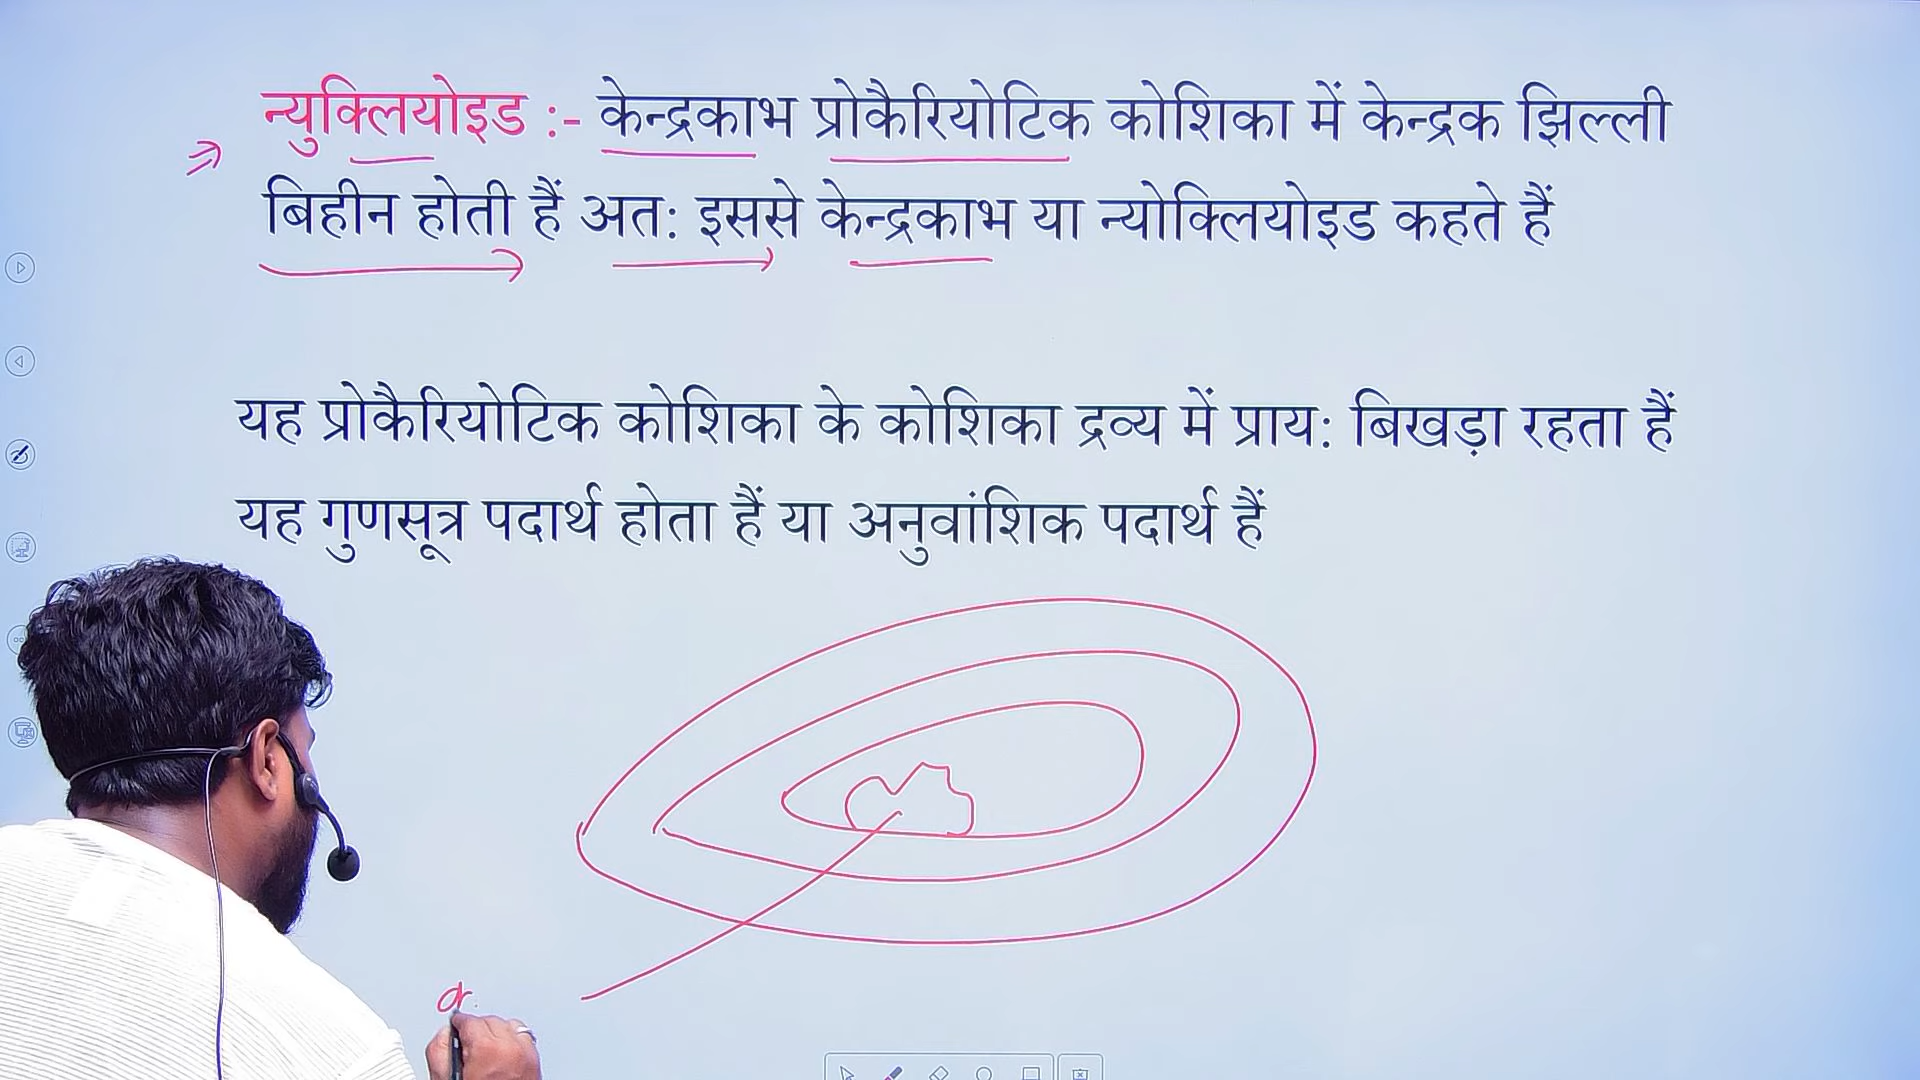 न्युक्लियोइड :- केन्द्रकाभ प्रोकैरियोटिक कोशिका में केन्द्रक झिल्ली
बिहीन होती हैं अत: इससे केन्द्रकाभ या न्योक्लियोइड कहते हैं
यह प्रोकैरियोटिक कोशिका के कोशिका द्रव्य में प्राय: बिखड़ा रहता हैं
यह गुणसूत्र पदार्थ होता हैं या अनुवांशिक पदार्थ हैं